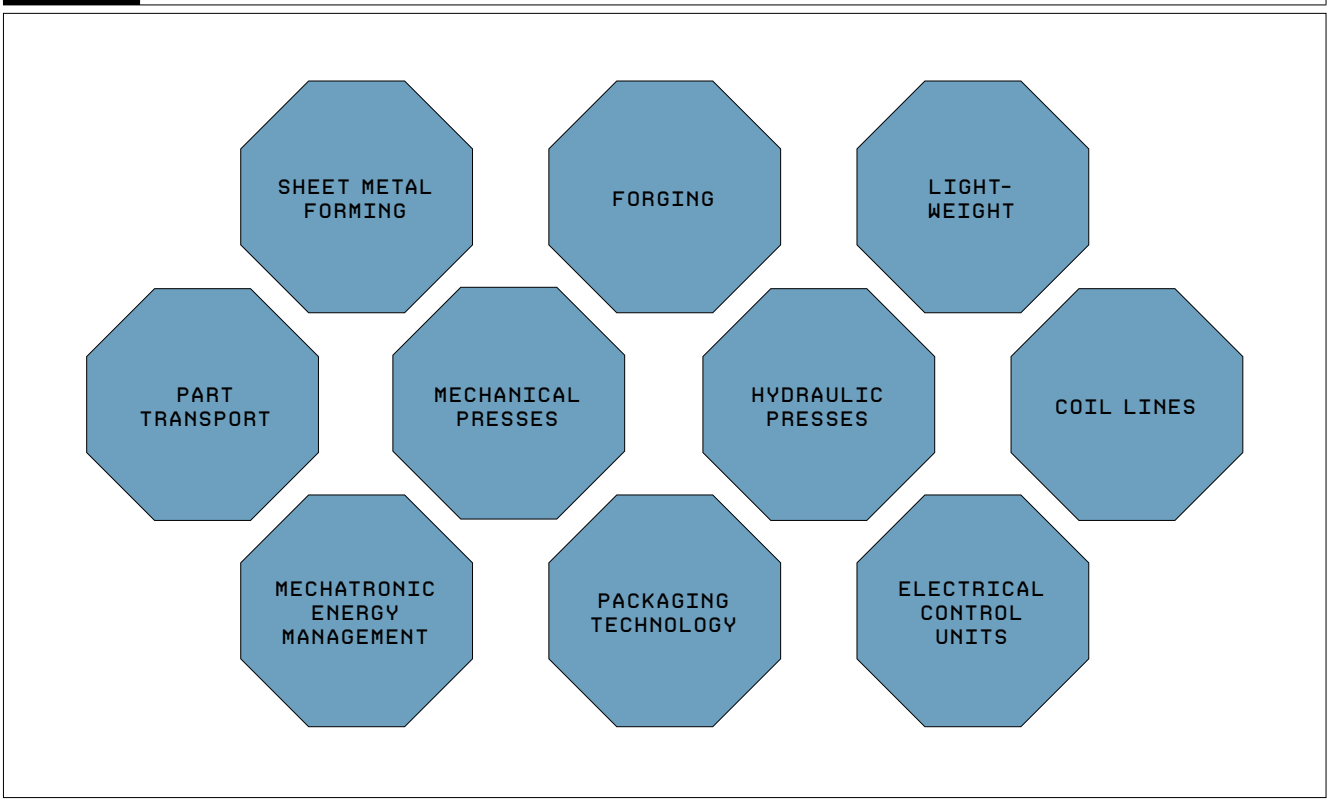 SHEET METAL
FORMING
FORGING
LIGHT-
WEIGHT
PART
TRANSPORT
MECHANICAL
PRESSES
HYDRAULIC
PRESSES
COIL LINES
MECHATRONIC
ENERGY
MANAGEMENT
PACKAGING
TECHNOLOGY
ELECTRICAL
CONTROL
UNITS